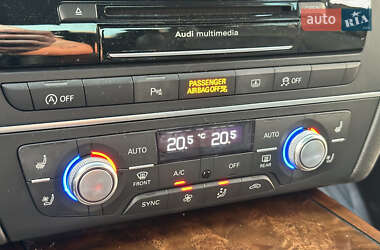 auto RIA
Audi multimedia
OFF
PASSENGER
AIRBAG OFF
OFF
20.5 °C 20.5
AUTO
AUTO
FRONT
A/C
OFF
REAR
SYNC